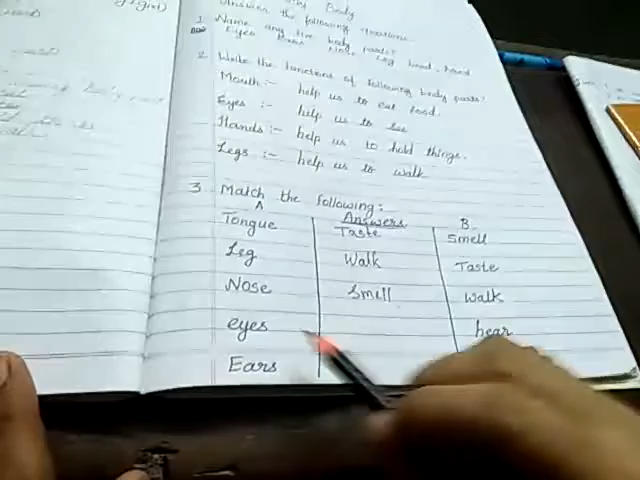 My Body
Answer the following questions.
1 Name any five body parts?
Eyes Nose Leg hand
2. Write the functions of following body parts?
Mouth :- help us to eat food.
Eyes :- help us to see
Hands :- help us to hold things.
Legs :- help us to walk
3. Match the following :
A Answers B
Tongue Taste Smell
Leg Walk Taste
Nose Smell walk
eyes hear
Ears